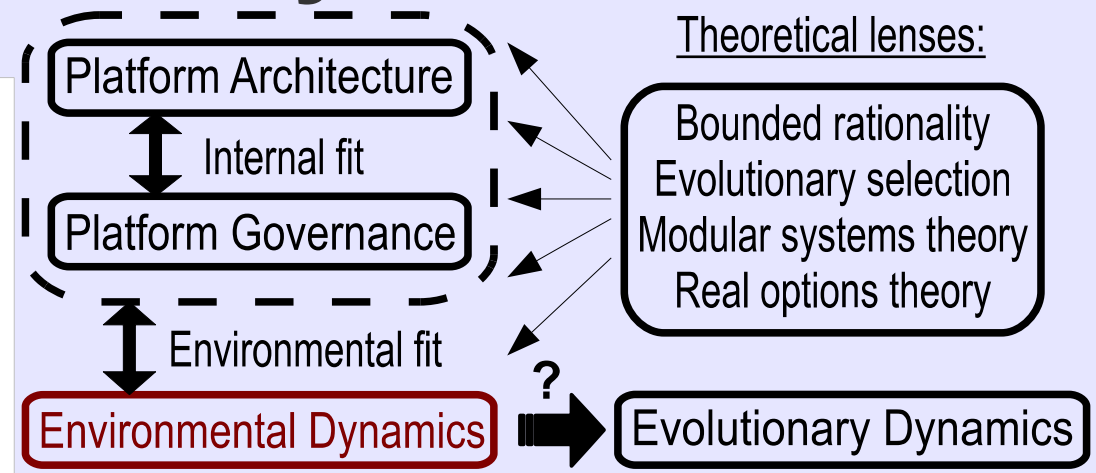 Platform Architecture
Internal fit
Platform Governance
Environmental fit
Environmental Dynamics
Theoretical lenses:
Bounded rationality
Evolutionary selection
Modular systems theory
Real options theory
?
Evolutionary Dynamics